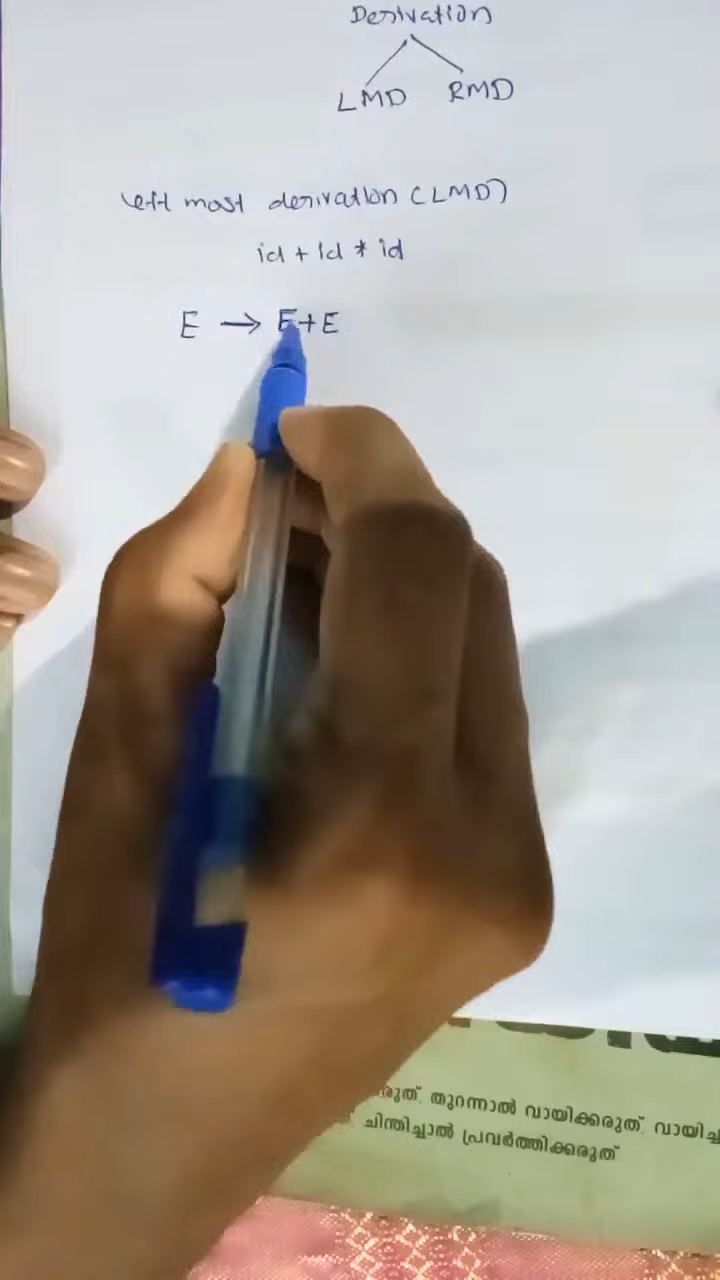 Derivation
LMD RMD
left most derivation (LMD)
id + id * id
E → E+E
തുറന്നാൽ വായിക്കരുത്.
ചിന്തിച്ചാൽ പ്രവർത്തിക്കരുത്